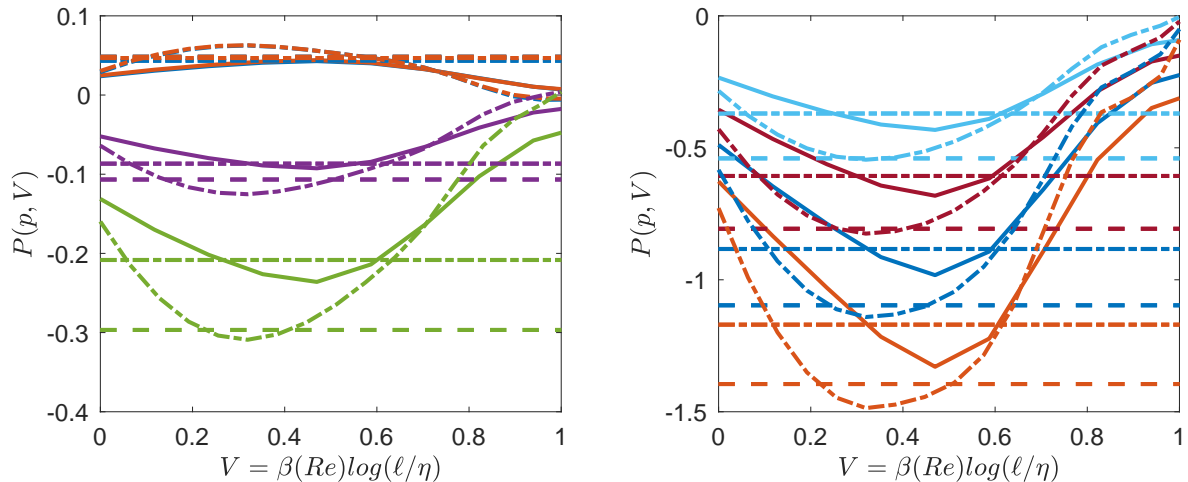 0.1
0
-0.1
-0.2
-0.3
-0.4
P(p, V)
0 0.2 0.4 0.6 0.8 1
V = β(Re)log(ℓ/η)
0
-0.5
-1
-1.5
P(p, V)
0 0.2 0.4 0.6 0.8 1
V = β(Re)log(ℓ/η)